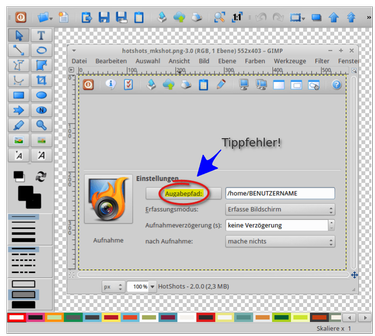 hotshots_mkshot.png-3.0 (RGB, 1 Ebene) 552x403 – GIMP
Datei Bearbeiten Auswahl Ansicht Bild Ebene Farben Werkzeuge Filter Fenster
Tippfehler!
Einstellungen
Augabepfad: /home/BENUTZERNAME
Erfassungsmodus: Erfasse Bildschirm
Aufnahmeverzögerung (s): keine Verzögerung
Aufnahme
nach Aufnahme: mache nichts
px 100 % HotShots - 2.0.0 (2,3 MB)
Skaliere x 1